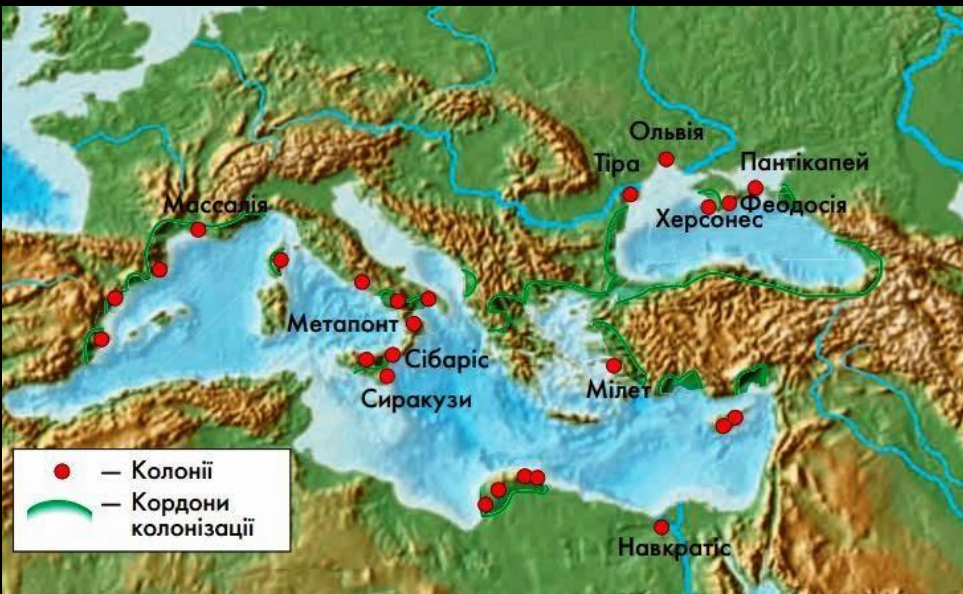 Ольвія
Тіра
Пантікапей
Феодосія
Херсонес
Массалія
Метапонт
Сібаріс
Сиракузи
Мілет
Навкратіс
— Колонії
— Кордони
колонізації